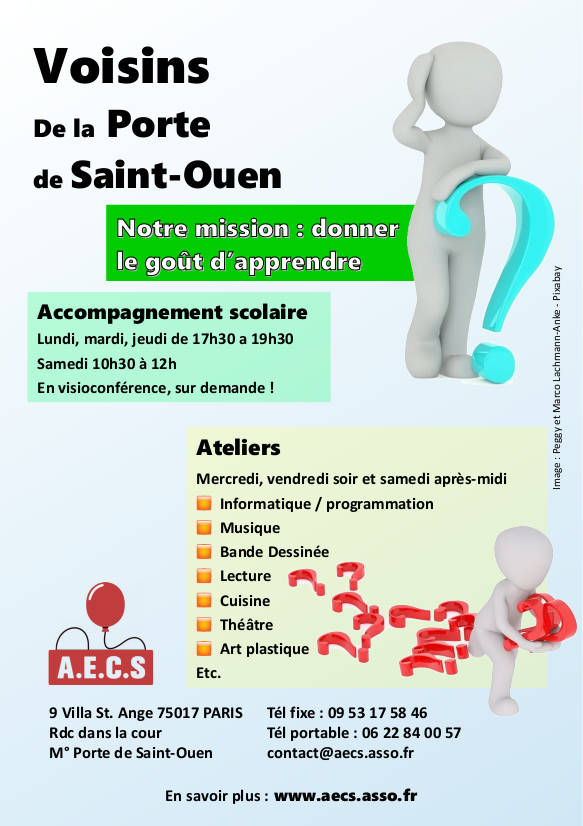 Voisins
De la Porte
de Saint-Ouen
Notre mission : donner
le goût d'apprendre
Accompagnement scolaire
Lundi, mardi, jeudi de 17h30 a 19h30
Samedi 10h30 à 12h
En visioconférence, sur demande !
Image : Peggy et Marco Lachmann-Anke - Pixabay
Ateliers
Mercredi, vendredi soir et samedi après-midi
Informatique / programmation
Musique
Bande Dessinée
Lecture
Cuisine
Théâtre
Art plastique
Etc.
A.E.C.S
9 Villa St. Ange 75017 PARIS
Rdc dans la cour
M° Porte de Saint-Ouen
Tél fixe : 09 53 17 58 46
Tél portable : 06 22 84 00 57
contact@aecs.asso.fr
En savoir plus : www.aecs.asso.fr